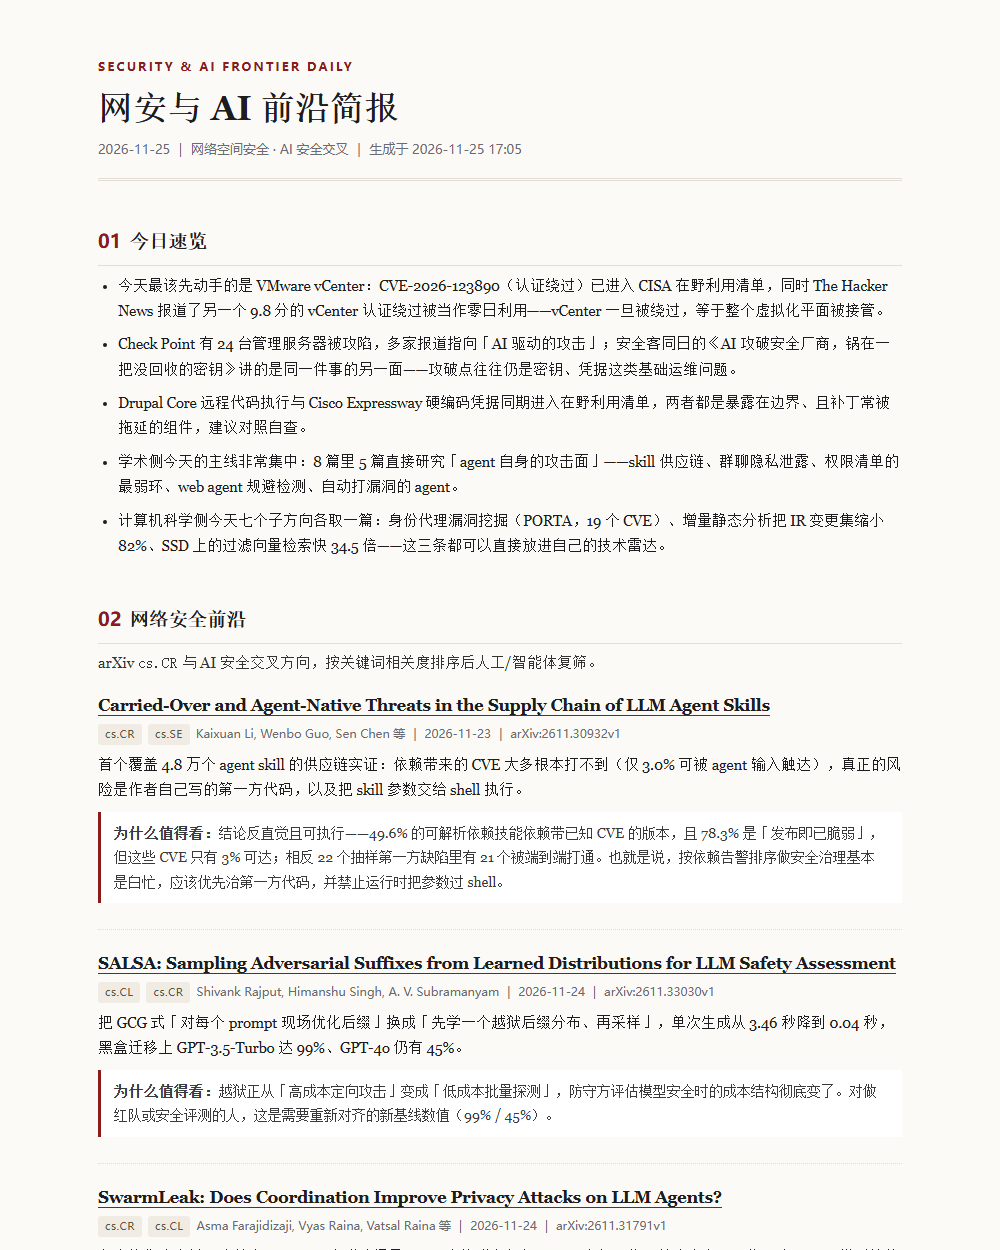 SECURITY & AI FRONTIER DAILY
网安与 AI 前沿简报
2026-11-25 | 网络空间安全 · AI 安全交叉 | 生成于 2026-11-25 17:05
01 今日速览
• 今天最该先动手的是 VMware vCenter：CVE-2026-123890（认证绕过）已进入 CISA 在野利用清单，同时 The Hacker
News 报道了另一个 9.8 分的 vCenter 认证绕过被当作零日利用——vCenter 一旦被绕过，等于整个虚拟化平面被接管。
• Check Point 有 24 台管理服务器被攻陷，多家报道指向「AI 驱动的攻击」；安全客同日的《AI 攻破安全厂商，锅在一
把没回收的密钥》讲的是同一件事的另一面——攻破点往往仍是密钥、凭据这类基础运维问题。
• Drupal Core 远程代码执行与 Cisco Expressway 硬编码凭据同期进入在野利用清单，两者都是暴露在边界、且补丁常被
拖延的组件，建议对照自查。
• 学术侧今天的主线非常集中：8 篇里 5 篇直接研究「agent 自身的攻击面」——skill 供应链、群聊隐私泄露、权限清单的
最弱环、web agent 规避检测、自动打漏洞的 agent。
• 计算机科学侧今天七个子方向各取一篇：身份代理漏洞挖掘（PORTA，19 个 CVE）、增量静态分析把 IR 变更集缩小
82%、SSD 上的过滤向量检索快 34.5 倍——这三条都可以直接放进自己的技术雷达。
02 网络安全前沿
arXiv cs.CR 与 AI 安全交叉方向，按关键词相关度排序后人工/智能体复筛。
Carried-Over and Agent-Native Threats in the Supply Chain of LLM Agent Skills
cs.CR cs.SE Kaixuan Li, Wenbo Guo, Sen Chen 等 | 2026-11-23 | arXiv:2611.30932v1
首个覆盖 4.8 万个 agent skill 的供应链实证：依赖带来的 CVE 大多根本打不到（仅 3.0% 可被 agent 输入触达），真正的风
险是作者自己写的第一方代码，以及把 skill 参数交给 shell 执行。
为什么值得看：结论反直觉且可执行——49.6% 的可解析依赖技能依赖带已知 CVE 的版本，且 78.3% 是「发布即已脆弱」，
但这些 CVE 只有 3% 可达；相反 22 个抽样第一方缺陷里有 21 个被端到端打通。也就是说，按依赖告警排序做安全治理基本
是白忙，应该优先治第一方代码，并禁止运行时把参数过 shell。
SALSA: Sampling Adversarial Suffixes from Learned Distributions for LLM Safety Assessment
cs.CL cs.CR Shivank Rajput, Himanshu Singh, A. V. Subramanyam | 2026-11-24 | arXiv:2611.33030v1
把 GCG 式「对每个 prompt 现场优化后缀」换成「先学一个越狱后缀分布、再采样」，单次生成从 3.46 秒降到 0.04 秒，
黑盒迁移上 GPT-3.5-Turbo 达 99%、GPT-4o 仍有 45%。
为什么值得看：越狱正从「高成本定向攻击」变成「低成本批量探测」，防守方评估模型安全时的成本结构彻底变了。对做
红队或安全评测的人，这是需要重新对齐的新基线数值（99% / 45%）。
SwarmLeak: Does Coordination Improve Privacy Attacks on LLM Agents?
cs.CR cs.CL Asma Farajidizaji, Vyas Raina, Vatsal Raina 等 | 2026-11-24 | arXiv:2611.31791v1